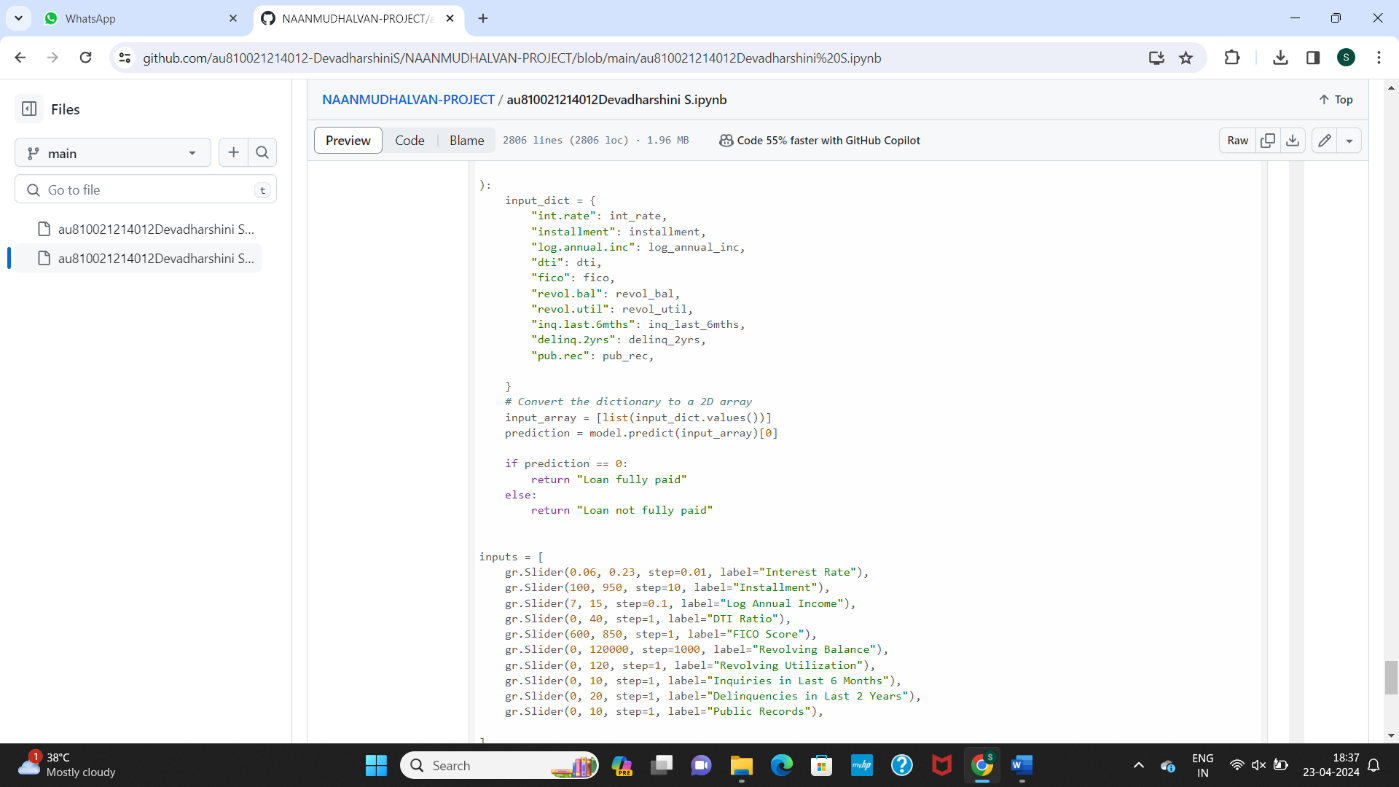 WhatsApp
NAANMUDHALVAN-PROJECT/a
github.com/au810021214012-DevadharshiniS/NAANMUDHALVAN-PROJECT/blob/main/au810021214012Devadharshini%20S.ipynb
S
Files
main
Go to file
t
au810021214012Devadharshini S...
au810021214012Devadharshini S...
NAANMUDHALVAN-PROJECT / au810021214012Devadharshini S.ipynb
Top
Preview Code Blame 2806 lines (2806 loc) · 1.96 MB Code 55% faster with GitHub Copilot Raw
):
input_dict = {
"int.rate": int_rate,
"installment": installment,
"log.annual.inc": log_annual_inc,
"dti": dti,
"fico": fico,
"revol.bal": revol_bal,
"revol.util": revol_util,
"inq.last.6mths": inq_last_6mths,
"delinq.2yrs": delinq_2yrs,
"pub.rec": pub_rec,
}
# Convert the dictionary to a 2D array
input_array = [list(input_dict.values())]
prediction = model.predict(input_array)[0]
if prediction == 0:
return "Loan fully paid"
else:
return "Loan not fully paid"
inputs = [
gr.Slider(0.06, 0.23, step=0.01, label="Interest Rate"),
gr.Slider(100, 950, step=10, label="Installment"),
gr.Slider(7, 15, step=0.1, label="Log Annual Income"),
gr.Slider(0, 40, step=1, label="DTI Ratio"),
gr.Slider(600, 850, step=1, label="FICO Score"),
gr.Slider(0, 120000, step=1000, label="Revolving Balance"),
gr.Slider(0, 120, step=1, label="Revolving Utilization"),
gr.Slider(0, 10, step=1, label="Inquiries in Last 6 Months"),
gr.Slider(0, 20, step=1, label="Delinquencies in Last 2 Years"),
gr.Slider(0, 10, step=1, label="Public Records"),
]
1
38°C
Mostly cloudy
Search
PRE
myhp
S
W
ENG
IN
18:37
23-04-2024